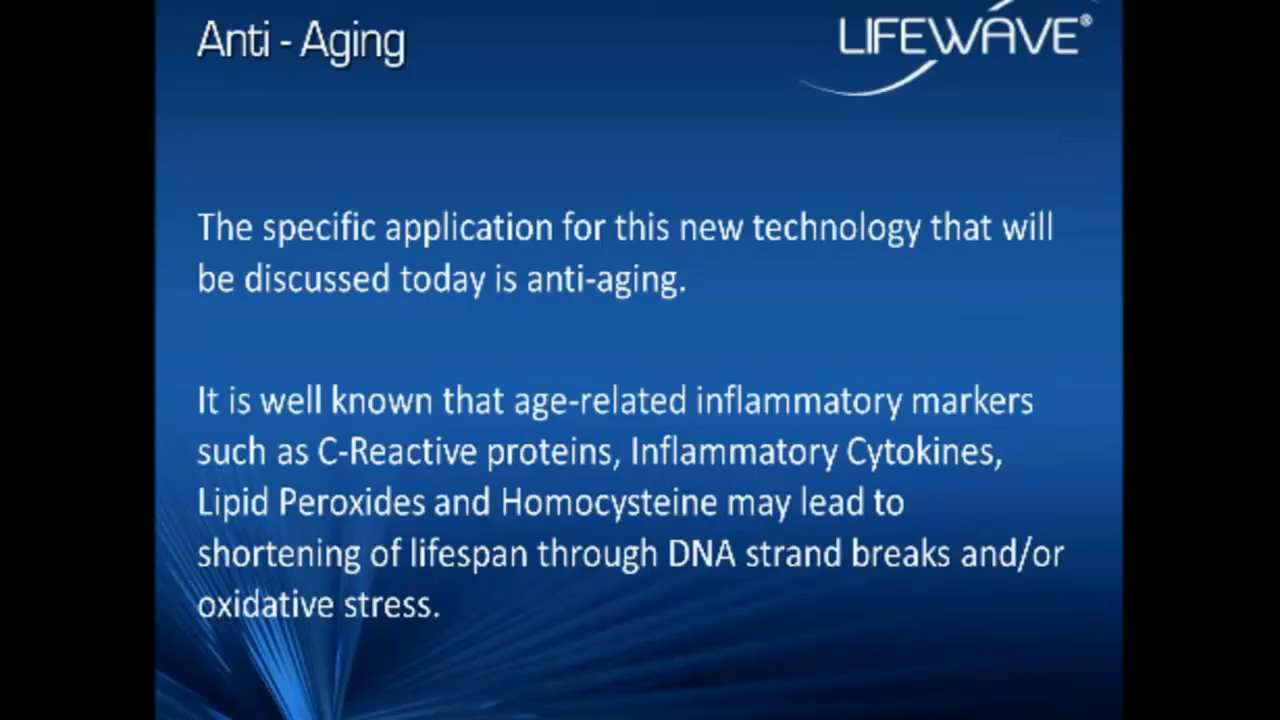 Anti - Aging
LIFEWAVE®
The specific application for this new technology that will
be discussed today is anti-aging.
It is well known that age-related inflammatory markers
such as C-Reactive proteins, Inflammatory Cytokines,
Lipid Peroxides and Homocysteine may lead to
shortening of lifespan through DNA strand breaks and/or
oxidative stress.